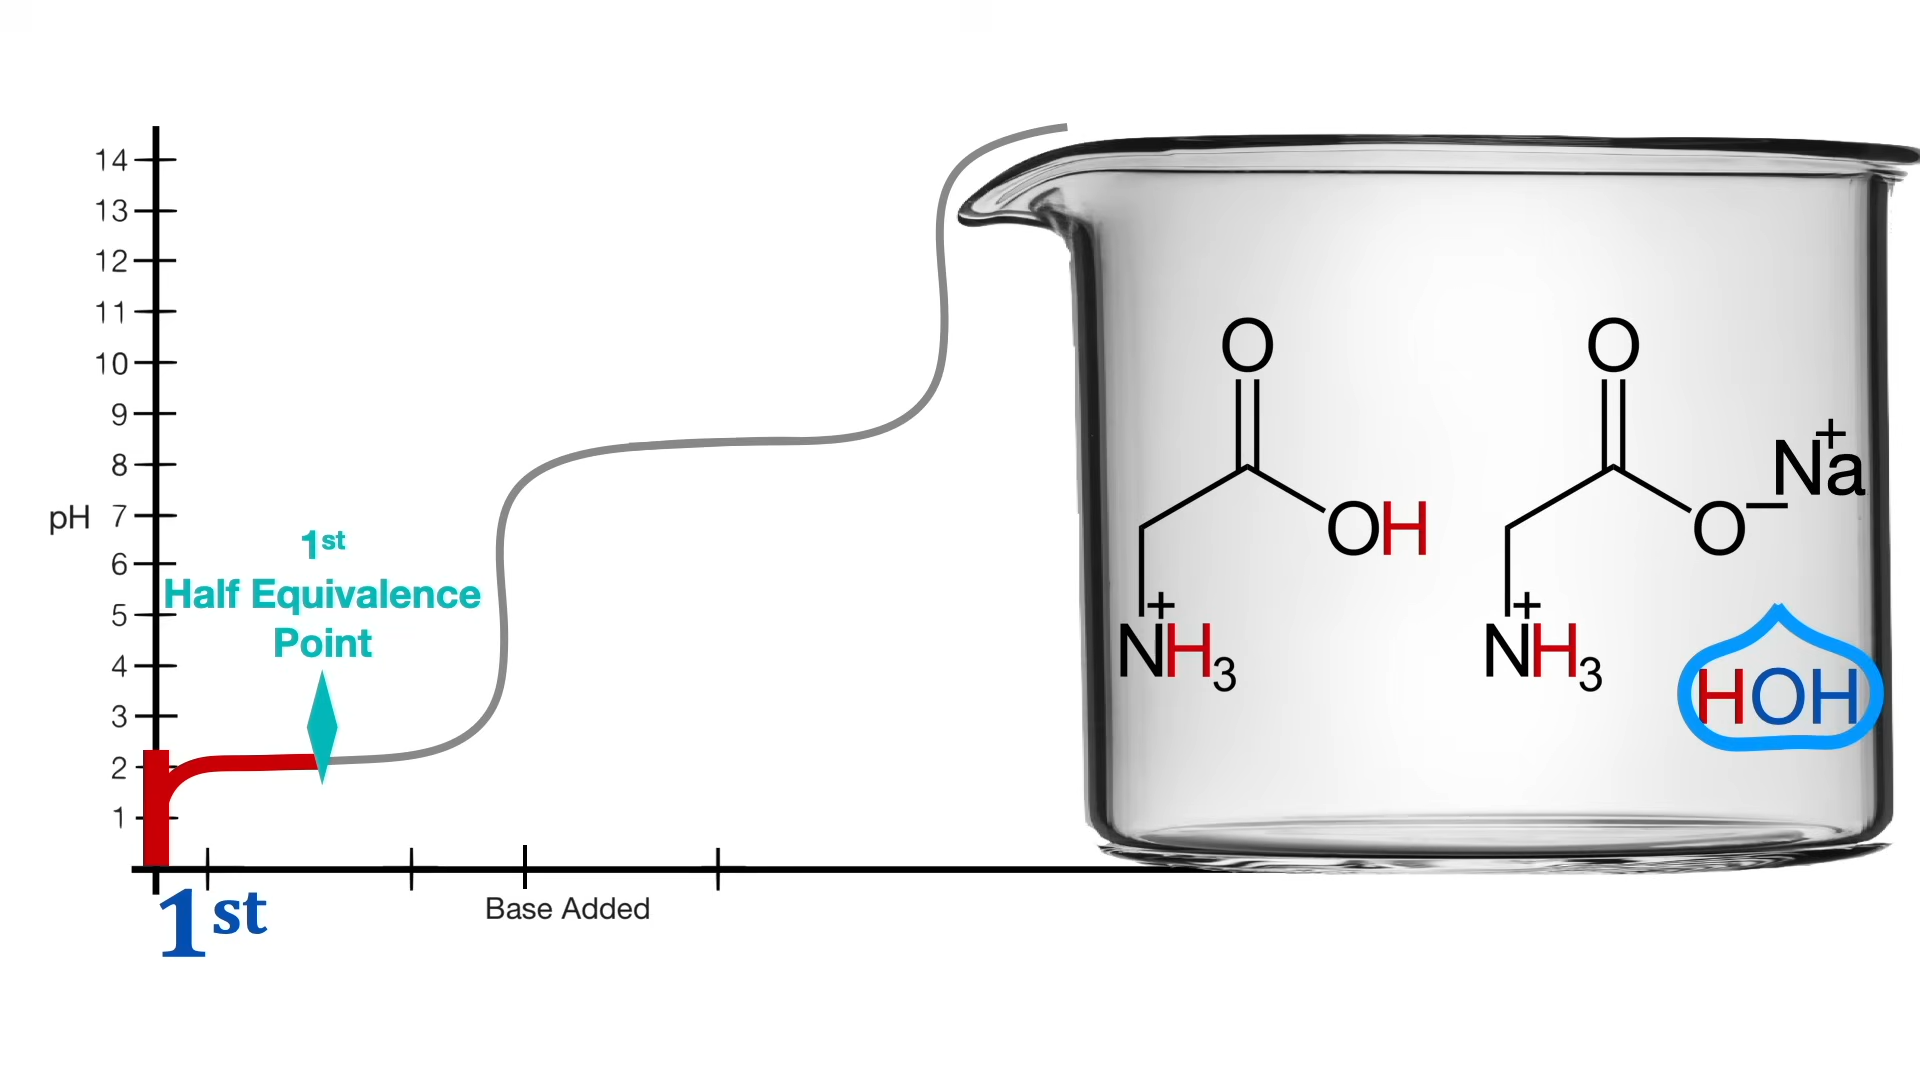 14
13
12
11
10
9
8
pH 7
6
5
4
3
2
1
1st
Half Equivalence
Point
1st
Base Added
O
OH
+
NH3
O
+
Na
O–
+
NH3
HOH